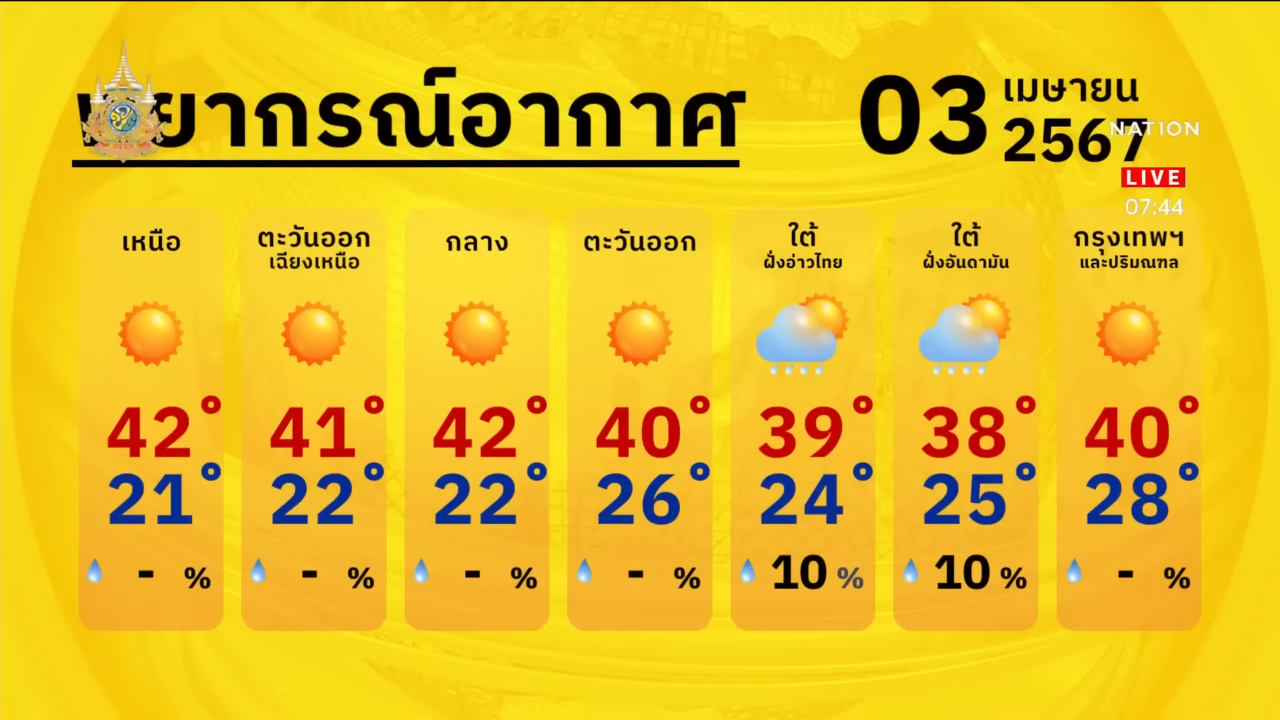 พยากรณ์อากาศ
03
เมษายน
2567
NATION
LIVE
07:44
เหนือ
42°
21°
- %
ตะวันออก
เฉียงเหนือ
41°
22°
- %
กลาง
42°
22°
- %
ตะวันออก
40°
26°
- %
ใต้
ฝั่งอ่าวไทย
39°
24°
10 %
ใต้
ฝั่งอันดามัน
38°
25°
10 %
กรุงเทพฯ
และปริมณฑล
40°
28°
- %